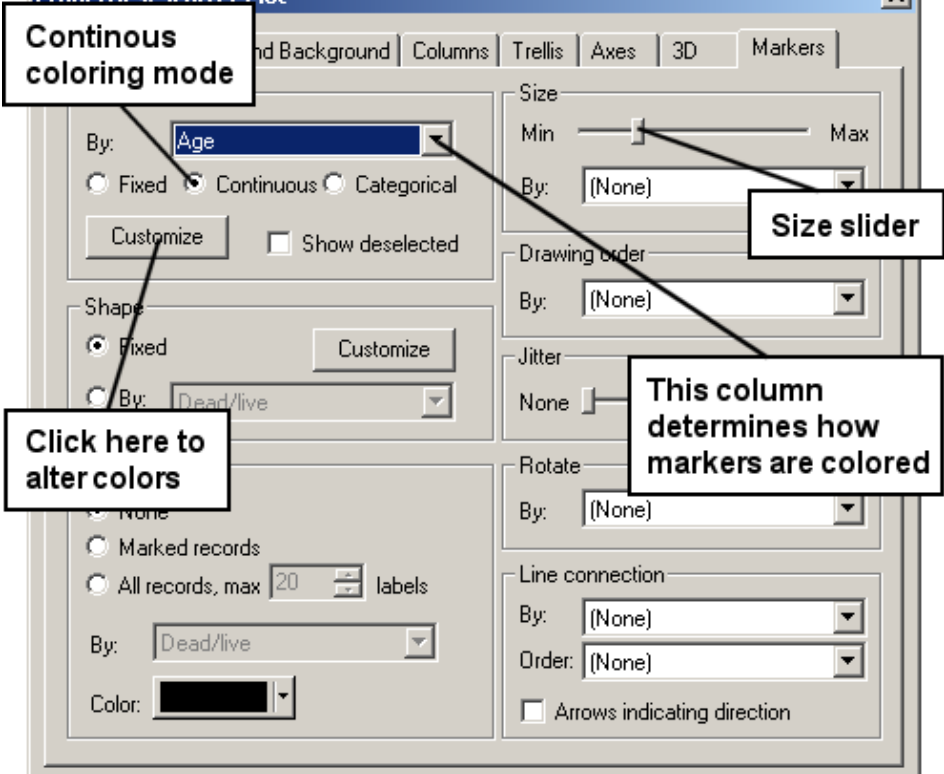 Continous
coloring mode
nd Background
Columns
Trellis
Axes
3D
Markers
By:
Age
Fixed
Continuous
Categorical
Customize
Show deselected
Size
Min
Max
By:
(None)
Size slider
Drawing order
By:
(None)
Shape
Fixed
Customize
By:
Dead/live
Jitter
None
This column
determines how
markers are colored
Click here to
alter colors
None
Marked records
All records, max
20
labels
By:
Dead/live
Color:
Rotate
By:
(None)
Line connection
By:
(None)
Order:
(None)
Arrows indicating direction